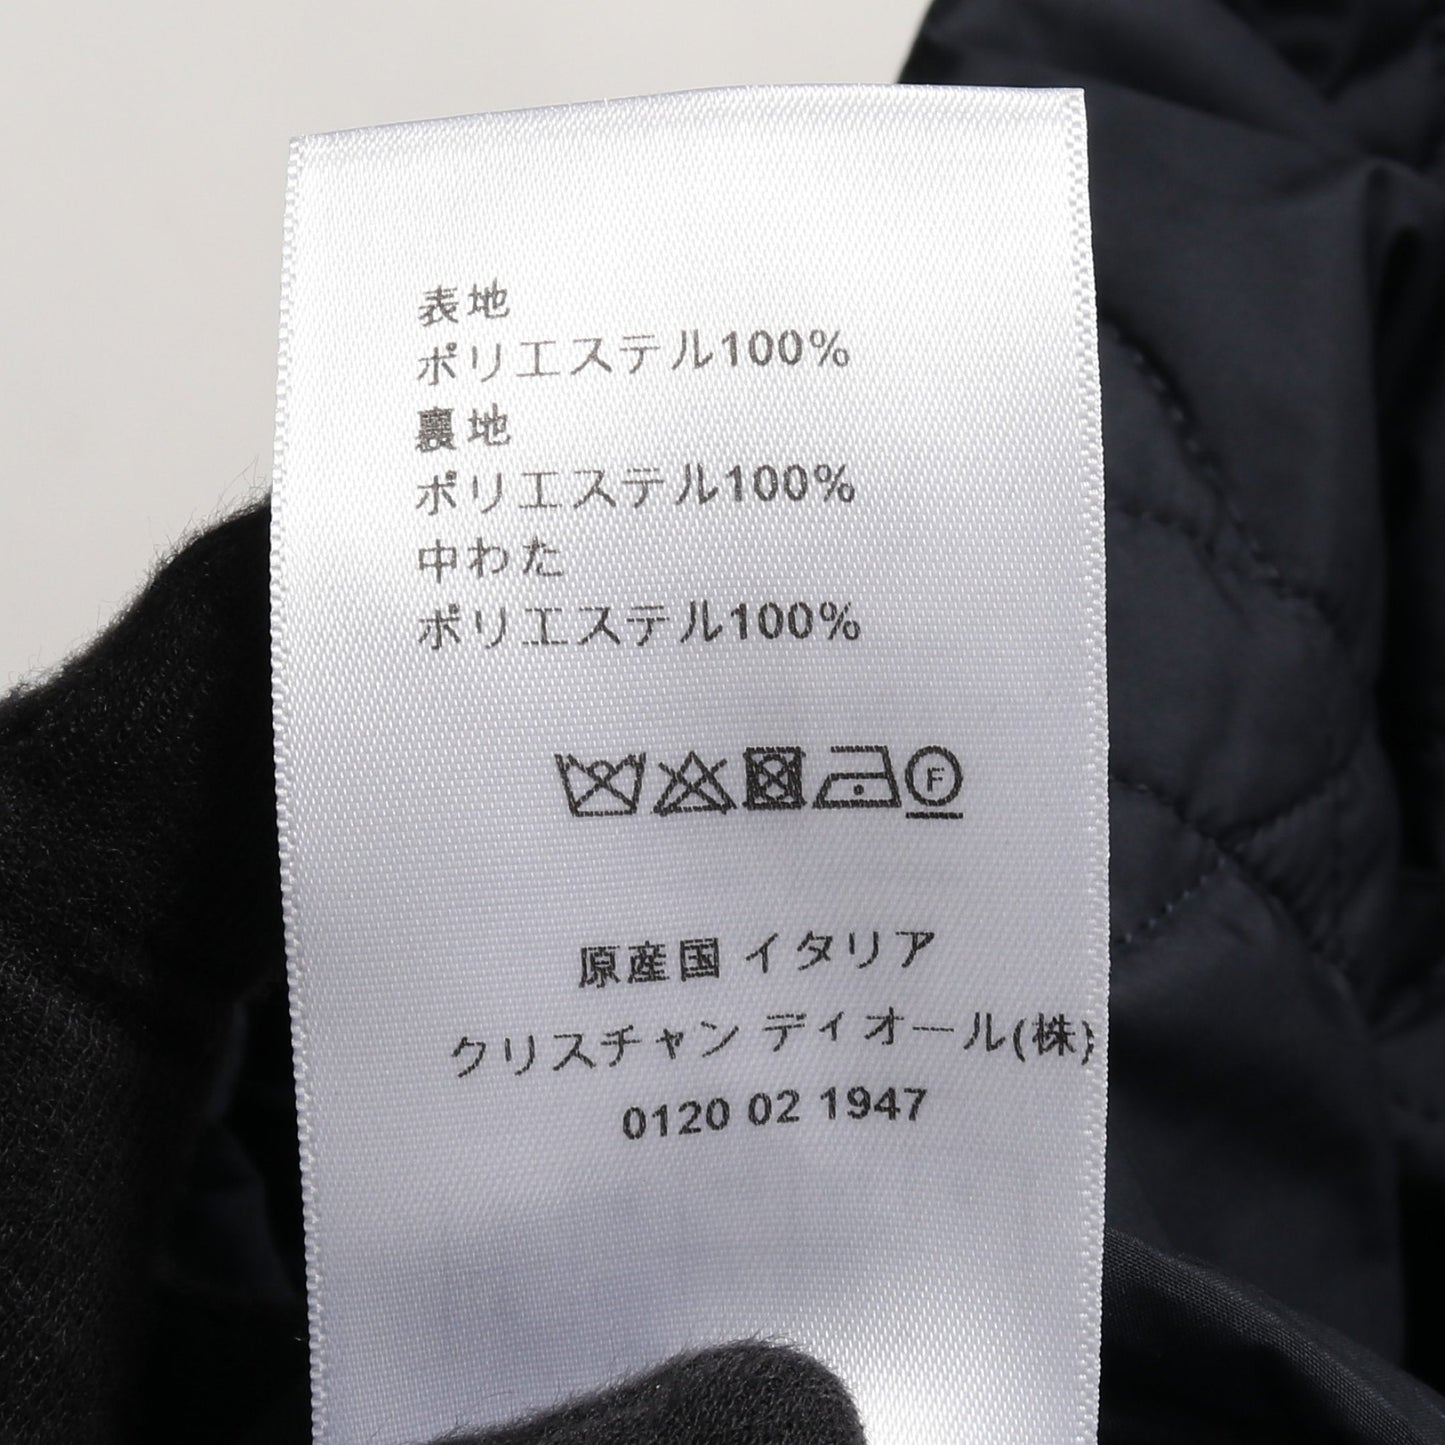 表地
ポリエステル100%
裏地
ポリエステル100%
中わた
ポリエステル100%
F
原産国 イタリア
クリスチャン ディオール(株)
0120 02 1947